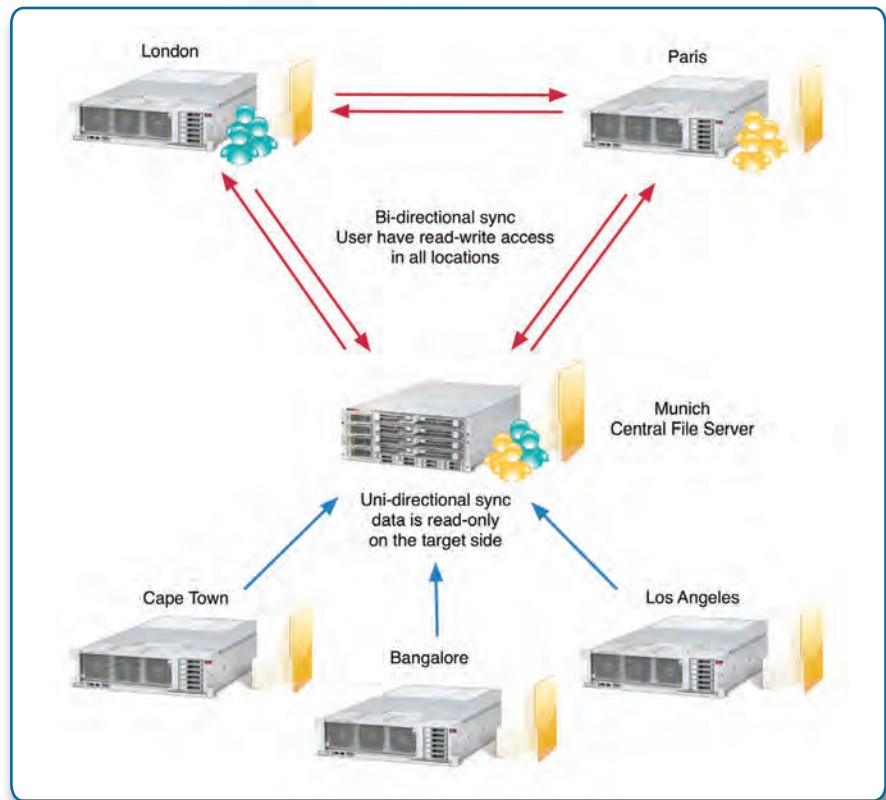 London
Paris
Bi-directional sync
User have read-write access
in all locations
Munich
Central File Server
Uni-directional sync
data is read-only
on the target side
Cape Town
Los Angeles
Bangalore